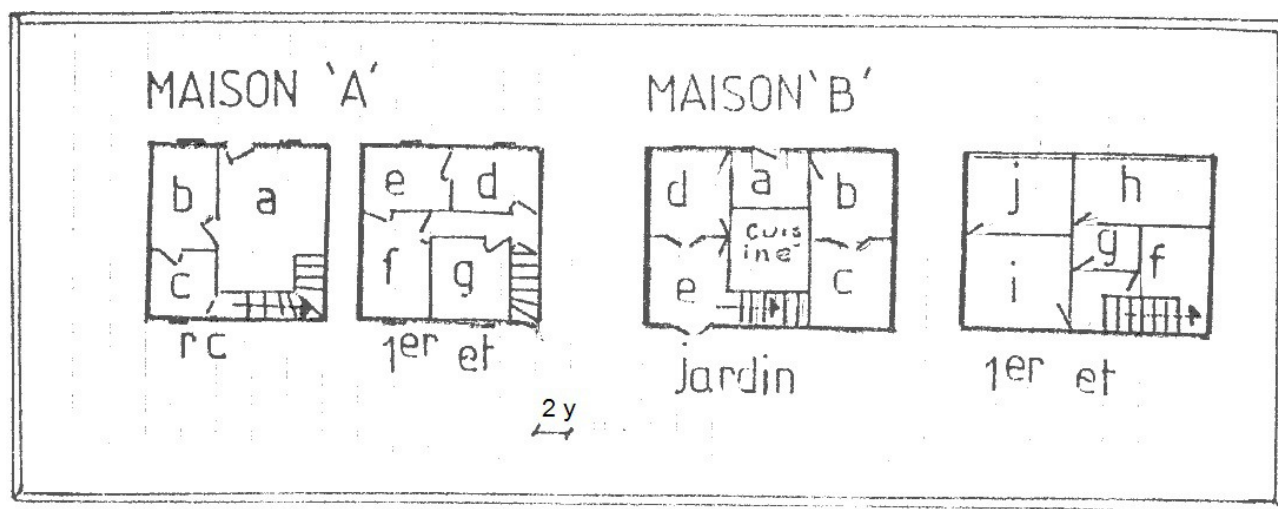 MAISON 'A'
MAISON 'B'
b a
c
e d
f g
d a b
cuis
ine
e c
j h
g f
i
rc
1er et
jardin
1er et
2 y